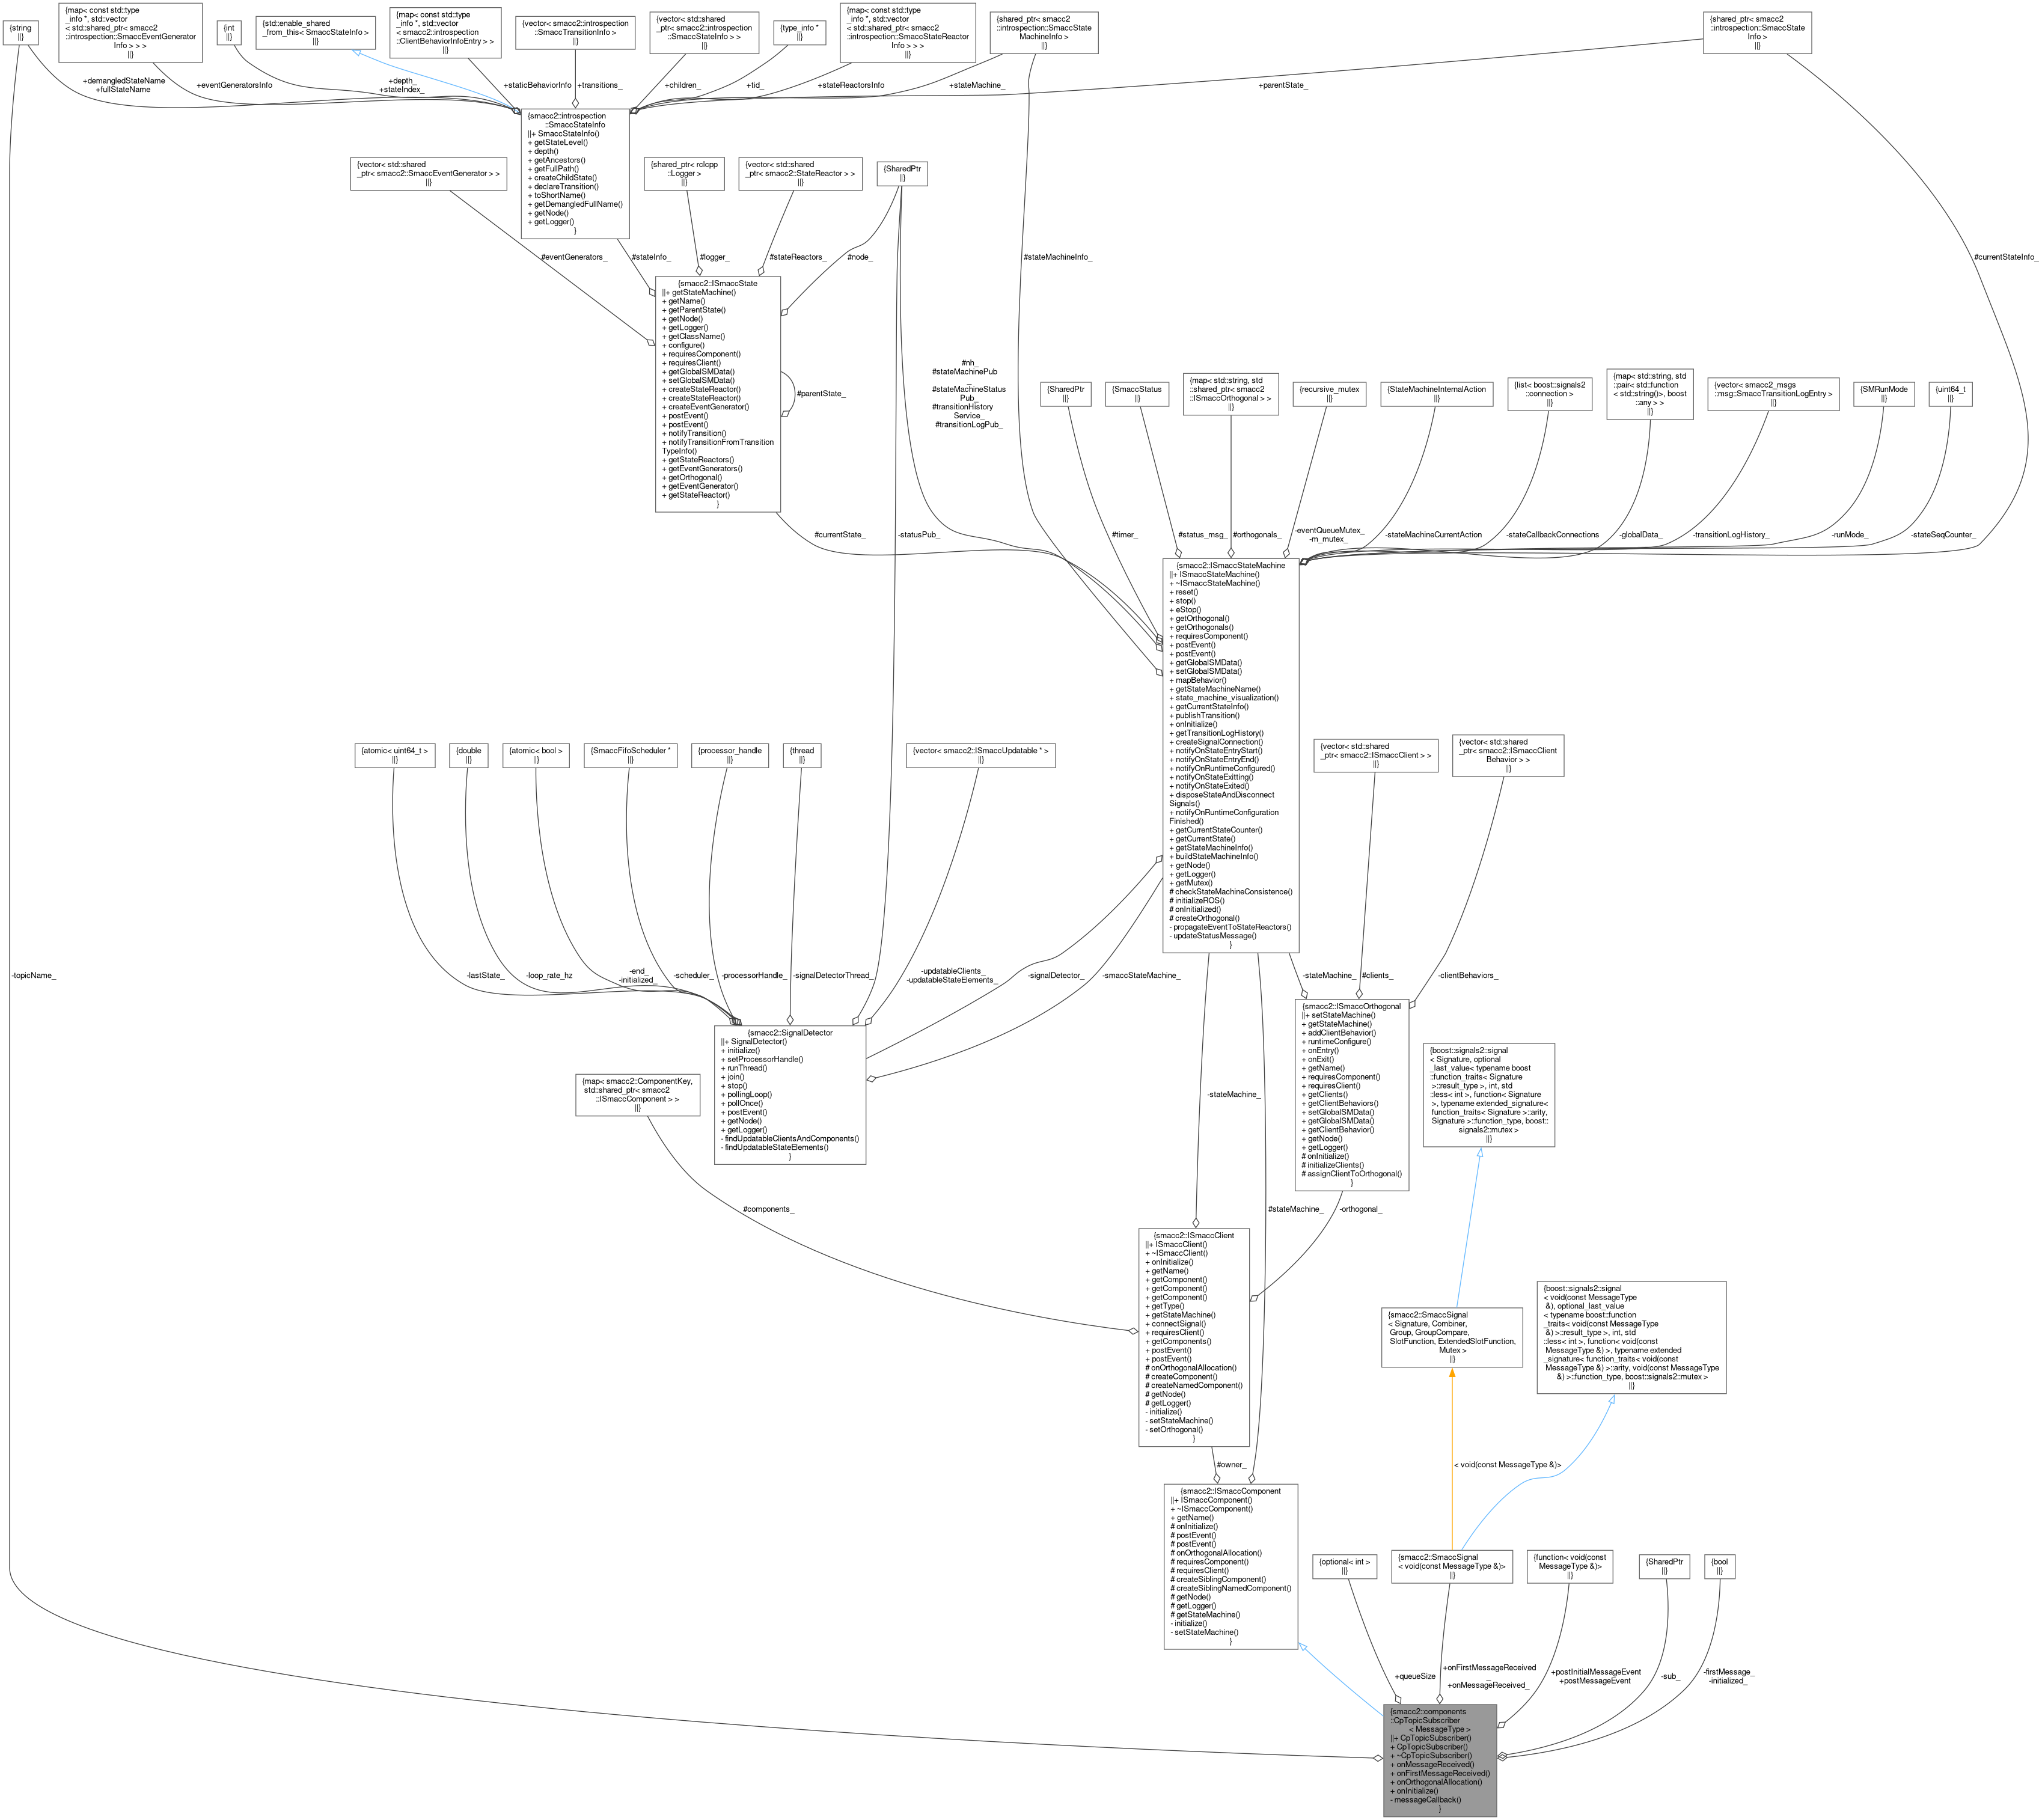 {string
||}
{map< const std::type
_info *, std::vector
< std::shared_ptr< smacc2
::introspection::SmaccEventGenerator
Info > > >
||}
{int
||}
{std::enable_shared
_from_this< SmaccStateInfo >
||}
{map< const std::type
_info *, std::vector
< smacc2::introspection
::ClientBehaviorInfoEntry > >
||}
{vector< smacc2::introspection
::SmaccTransitionInfo >
||}
{vector< std::shared
_ptr< smacc2::introspection
::SmaccStateInfo > >
||}
{type_info *
||}
{map< const std::type
_info *, std::vector
< std::shared_ptr< smacc2
::introspection::SmaccStateReactor
Info > > >
||}
{shared_ptr< smacc2
::introspection::SmaccState
MachineInfo >
||}
{shared_ptr< smacc2
::introspection::SmaccState
Info >
||}
+demangledStateName
+fullStateName
+eventGeneratorsInfo
+depth_
+stateIndex_
+staticBehaviorInfo
+transitions_
+children_
+tid_
+stateReactorsInfo
+stateMachine_
+parentState_
{smacc2::introspection
::SmaccStateInfo
||+ SmaccStateInfo()
+ getStateLevel()
+ depth()
+ getAncestors()
+ getFullPath()
+ createChildState()
+ declareTransition()
+ toShortName()
+ getDemangledFullName()
+ getNode()
+ getLogger()
}
{vector< std::shared
_ptr< smacc2::SmaccEventGenerator > >
||}
{shared_ptr< rclcpp
::Logger >
||}
{vector< std::shared
_ptr< smacc2::StateReactor > >
||}
{SharedPtr
||}
#eventGenerators_
#stateInfo_
#logger_
#stateReactors_
#node_
#stateMachineInfo_
#currentStateInfo_
{smacc2::ISmaccState
||+ getStateMachine()
+ getName()
+ getParentState()
+ getNode()
+ getLogger()
+ getClassName()
+ configure()
+ requiresComponent()
+ requiresClient()
+ getGlobalSMData()
+ setGlobalSMData()
+ createStateReactor()
+ createStateReactor()
+ createEventGenerator()
+ postEvent()
+ postEvent()
+ notifyTransition()
+ notifyTransitionFromTransition
TypeInfo()
+ getStateReactors()
+ getEventGenerators()
+ getOrthogonal()
+ getEventGenerator()
+ getStateReactor()
}
#parentState_
#nh_
#stateMachinePub
_
#stateMachineStatus
Pub_
#transitionHistory
Service_
#transitionLogPub_
{SharedPtr
||}
{SmaccStatus
||}
{map< std::string, std
::shared_ptr< smacc2
::ISmaccOrthogonal > >
||}
{recursive_mutex
||}
{StateMachineInternalAction
||}
{list< boost::signals2
::connection >
||}
{map< std::string, std
::pair< std::function
< std::string()>, boost
::any > >
||}
{vector< smacc2_msgs
::msg::SmaccTransitionLogEntry >
||}
{SMRunMode
||}
{uint64_t
||}
#currentState_
-statusPub_
#timer_
#status_msg_
#orthogonals_
-eventQueueMutex_
-m_mutex_
-stateMachineCurrentAction
-stateCallbackConnections
-globalData_
-transitionLogHistory_
-runMode_
-stateSeqCounter_
{smacc2::ISmaccStateMachine
||+ ISmaccStateMachine()
+ ~ISmaccStateMachine()
+ reset()
+ stop()
+ eStop()
+ getOrthogonal()
+ getOrthogonals()
+ requiresComponent()
+ postEvent()
+ postEvent()
+ getGlobalSMData()
+ setGlobalSMData()
+ mapBehavior()
+ getStateMachineName()
+ state_machine_visualization()
+ getCurrentStateInfo()
+ publishTransition()
+ onInitialize()
+ getTransitionLogHistory()
+ createSignalConnection()
+ notifyOnStateEntryStart()
+ notifyOnStateEntryEnd()
+ notifyOnRuntimeConfigured()
+ notifyOnStateExitting()
+ notifyOnStateExited()
+ disposeStateAndDisconnect
Signals()
+ notifyOnRuntimeConfiguration
Finished()
+ getCurrentStateCounter()
+ getCurrentState()
+ getStateMachineInfo()
+ buildStateMachineInfo()
+ getNode()
+ getLogger()
+ getMutex()
# checkStateMachineConsistence()
# initializeROS()
# onInitialized()
# createOrthogonal()
- propagateEventToStateReactors()
- updateStatusMessage()
}
{atomic< uint64_t >
||}
{double
||}
{atomic< bool >
||}
{SmaccFifoScheduler *
||}
{processor_handle
||}
{thread
||}
{vector< smacc2::ISmaccUpdatable * >
||}
{vector< std::shared
_ptr< smacc2::ISmaccClient > >
||}
{vector< std::shared
_ptr< smacc2::ISmaccClient
Behavior > >
||}
-topicName_
-lastState_
-loop_rate_hz
-end_
-initialized_
-scheduler_
-processorHandle_
-signalDetectorThread_
-updatableClients_
-updatableStateElements_
-signalDetector_
-smaccStateMachine_
-stateMachine_
#clients_
-clientBehaviors_
{smacc2::SignalDetector
||+ SignalDetector()
+ initialize()
+ setProcessorHandle()
+ runThread()
+ join()
+ stop()
+ pollingLoop()
+ pollOnce()
+ postEvent()
+ getNode()
+ getLogger()
- findUpdatableClientsAndComponents()
- findUpdatableStateElements()
}
{smacc2::ISmaccOrthogonal
||+ setStateMachine()
+ getStateMachine()
+ addClientBehavior()
+ runtimeConfigure()
+ onEntry()
+ onExit()
+ getName()
+ requiresComponent()
+ requiresClient()
+ getClients()
+ getClientBehaviors()
+ setGlobalSMData()
+ getGlobalSMData()
+ getClientBehavior()
+ getNode()
+ getLogger()
# onInitialize()
# initializeClients()
# assignClientToOrthogonal()
}
{map< smacc2::ComponentKey,
std::shared_ptr< smacc2
::ISmaccComponent > >
||}
{boost::signals2::signal
< Signature, optional
_last_value< typename boost
::function_traits< Signature
>::result_type >, int, std
::less< int >, function< Signature
>, typename extended_signature<
function_traits< Signature >::arity,
Signature >::function_type, boost::
signals2::mutex >
||}
#components_
-stateMachine_
#stateMachine_
-orthogonal_
{smacc2::ISmaccClient
||+ ISmaccClient()
+ ~ISmaccClient()
+ onInitialize()
+ getName()
+ getComponent()
+ getComponent()
+ getComponent()
+ getType()
+ getStateMachine()
+ connectSignal()
+ requiresClient()
+ getComponents()
+ postEvent()
+ postEvent()
# onOrthogonalAllocation()
# createComponent()
# createNamedComponent()
# getNode()
# getLogger()
- initialize()
- setStateMachine()
- setOrthogonal()
}
{smacc2::SmaccSignal
< Signature, Combiner,
Group, GroupCompare,
SlotFunction, ExtendedSlotFunction,
Mutex >
||}
{boost::signals2::signal
< void(const MessageType
&), optional_last_value
< typename boost::function
_traits< void(const MessageType
&) >::result_type >, int, std
::less< int >, function< void(const
MessageType &) >, typename extended
_signature< function_traits< void(const
MessageType &) >::arity, void(const MessageType
&) >::function_type, boost::signals2::mutex >
||}
#owner_
< void(const MessageType &)>
{smacc2::ISmaccComponent
||+ ISmaccComponent()
+ ~ISmaccComponent()
+ getName()
# onInitialize()
# postEvent()
# postEvent()
# onOrthogonalAllocation()
# requiresComponent()
# requiresClient()
# createSiblingComponent()
# createSiblingNamedComponent()
# getNode()
# getLogger()
# getStateMachine()
- initialize()
- setStateMachine()
}
{optional< int >
||}
{smacc2::SmaccSignal
< void(const MessageType &)>
||}
{function< void(const
MessageType &)>
||}
{SharedPtr
||}
{bool
||}
+queueSize
+onFirstMessageReceived
_
+onMessageReceived_
+postInitialMessageEvent
+postMessageEvent
-sub_
-firstMessage_
-initialized_
{smacc2::components
::CpTopicSubscriber
< MessageType >
||+ CpTopicSubscriber()
+ CpTopicSubscriber()
+ ~CpTopicSubscriber()
+ onMessageReceived()
+ onFirstMessageReceived()
+ onOrthogonalAllocation()
+ onInitialize()
- messageCallback()
}